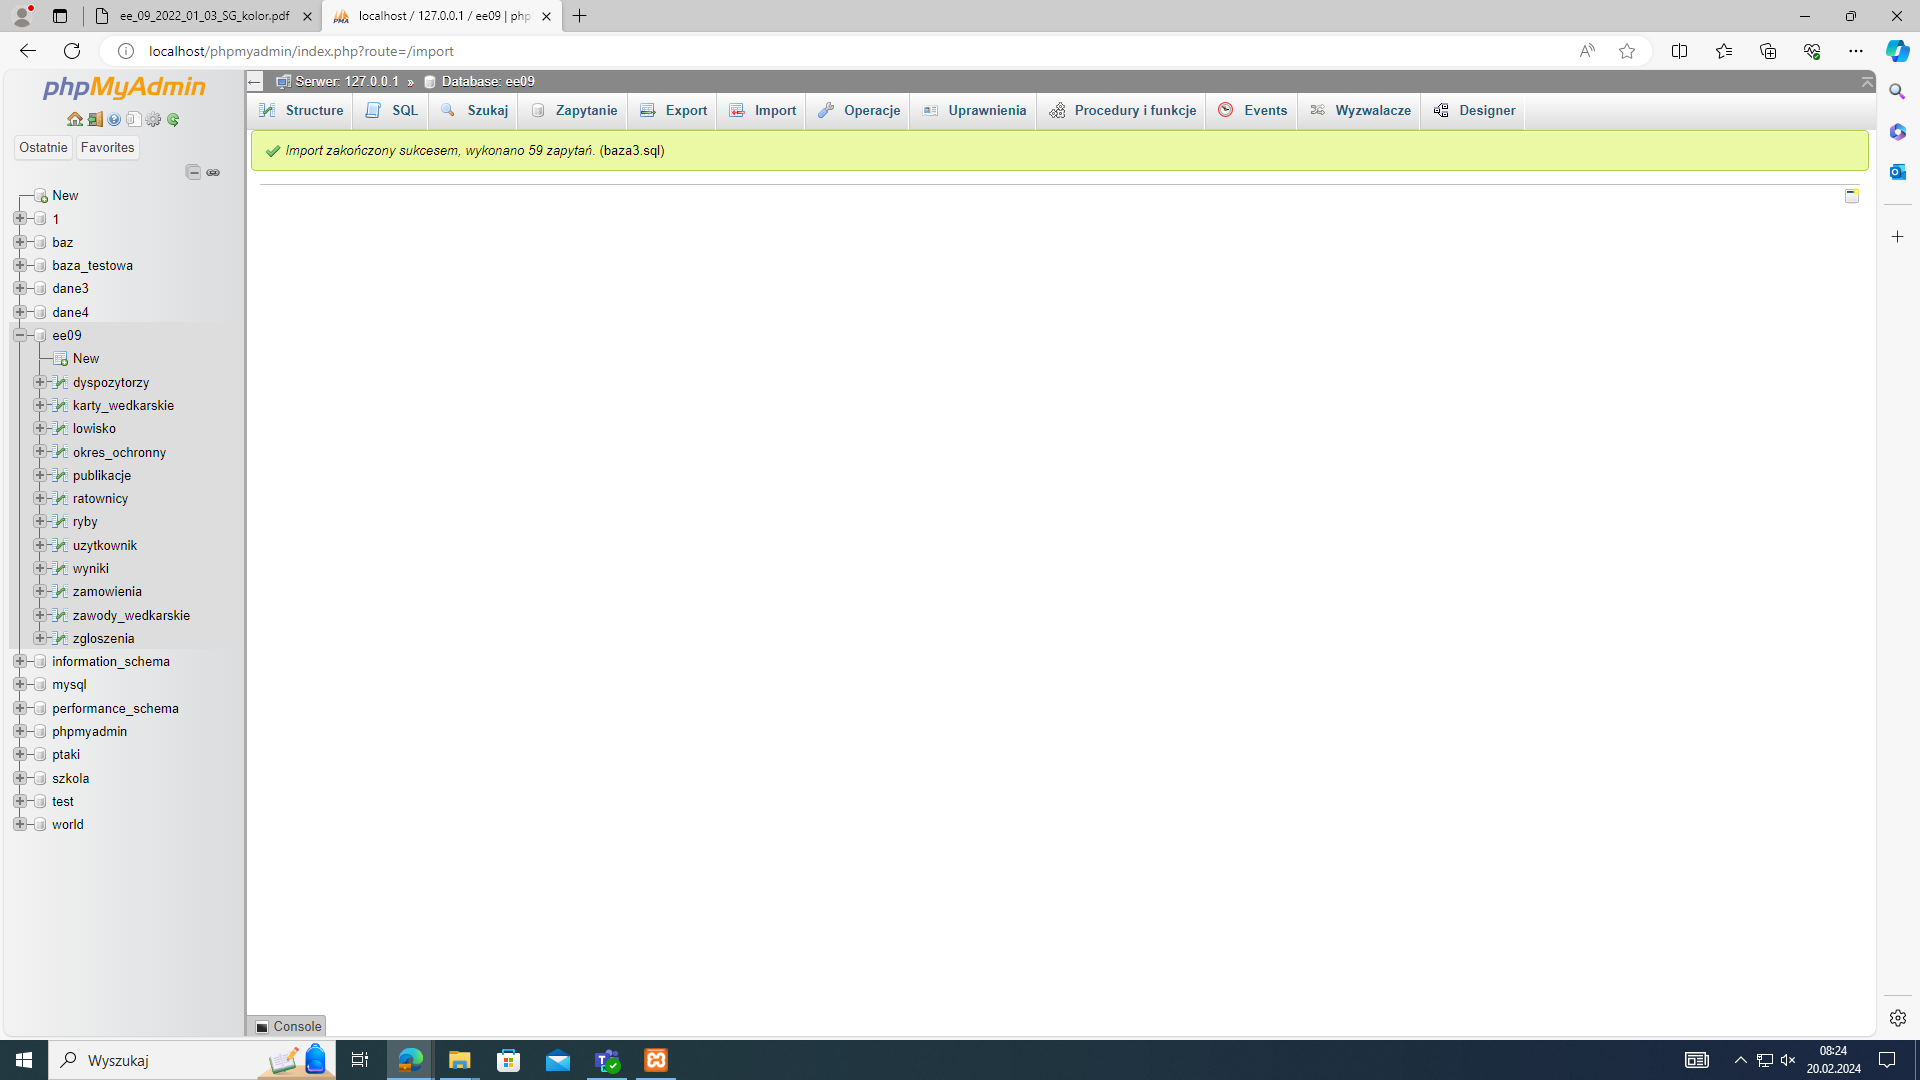 ee_09_2022_01_03_SG_kolor.pdf
localhost / 127.0.0.1 / ee09 | php
localhost/phpmyadmin/index.php?route=/import
phpMyAdmin
Ostatnie Favorites
New
1
baz
baza_testowa
dane3
dane4
ee09
New
dyspozytorzy
karty_wedkarskie
lowisko
okres_ochronny
publikacje
ratownicy
ryby
uzytkownik
wyniki
zamowienia
zawody_wedkarskie
zgloszenia
information_schema
mysql
performance_schema
phpmyadmin
ptaki
szkola
test
world
Serwer: 127.0.0.1 » Database: ee09
Structure SQL Szukaj Zapytanie Export Import Operacje Uprawnienia Procedury i funkcje Events Wyzwalacze Designer
Import zakończony sukcesem, wykonano 59 zapytań. (baza3.sql)
Console
Wyszukaj
08:24
20.02.2024